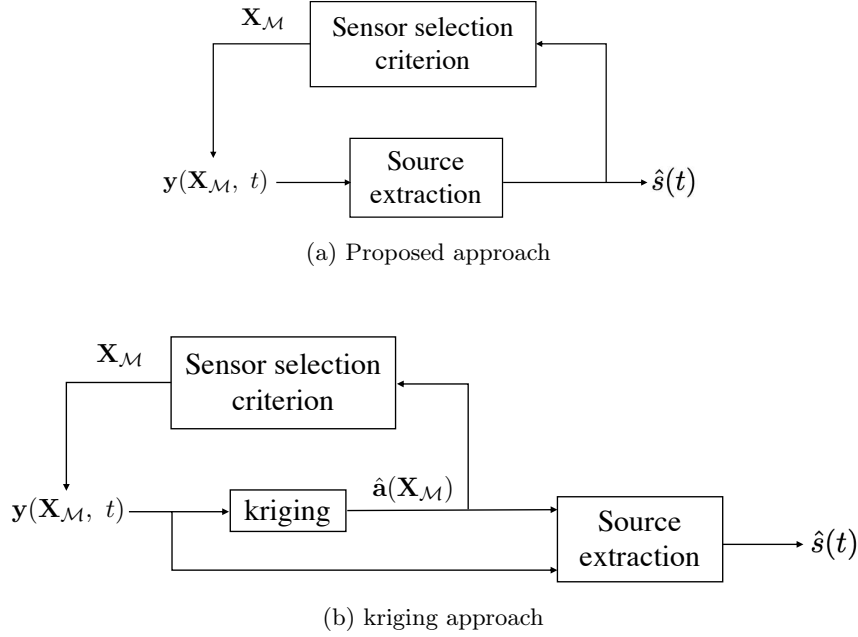 X_M
Sensor selection
criterion
y(X_M, t)
Source
extraction
ŝ(t)
(a) Proposed approach
X_M
Sensor selection
criterion
y(X_M, t)
kriging
â(X_M)
Source
extraction
ŝ(t)
(b) kriging approach